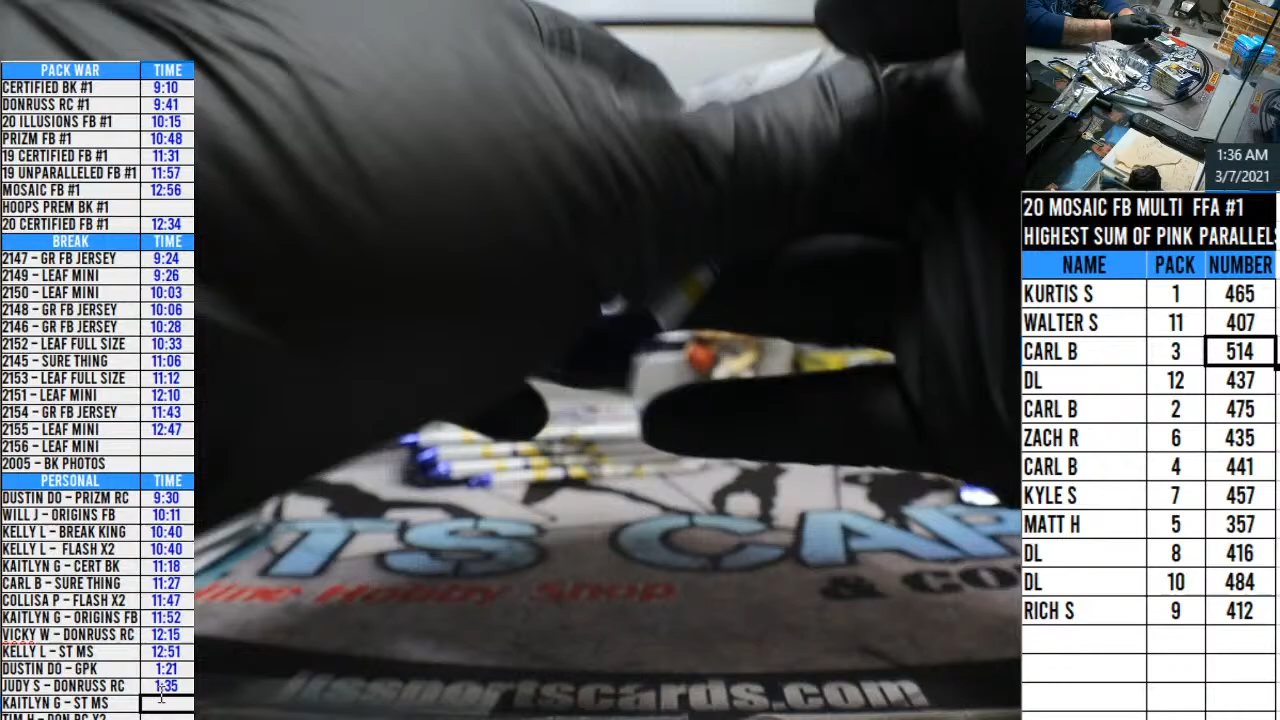 PACK WAR TIME
CERTIFIED BK #1 9:10
DONRUSS RC #1 9:41
20 ILLUSIONS FB #1 10:15
PRIZM FB #1 10:48
19 CERTIFIED FB #1 11:31
19 UNPARALLELED FB #1 11:57
MOSAIC FB #1 12:56
HOOPS PREM BK #1
20 CERTIFIED FB #1 12:34
BREAK TIME
2147 - GR FB JERSEY 9:24
2149 - LEAF MINI 9:26
2150 - LEAF MINI 10:03
2148 - GR FB JERSEY 10:06
2146 - GR FB JERSEY 10:28
2152 - LEAF FULL SIZE 10:33
2145 - SURE THING 11:06
2153 - LEAF FULL SIZE 11:12
2151 - LEAF MINI 12:10
2154 - GR FB JERSEY 11:43
2155 - LEAF MINI 12:47
2156 - LEAF MINI
2005 - BK PHOTOS
PERSONAL TIME
DUSTIN DO - PRIZM RC 9:30
WILL J - ORIGINS FB 10:11
KELLY L - BREAK KING 10:40
KELLY L - FLASH X2 10:40
KAITLYN G - CERT BK 11:18
CARL B - SURE THING 11:27
COLLISA P - FLASH X2 11:47
KAITLYN G - ORIGINS FB 11:52
VICKY W - DONRUSS RC 12:15
KELLY L - ST MS 12:51
DUSTIN DO - GPK 1:21
JUDY S - DONRUSS RC 1:35
KAITLYN G - ST MS
TIM H - DON RC X2
TS CAR
line Hobby Shop
& CO
tscards.com
1:36 AM
3/7/2021
20 MOSAIC FB MULTI FFA #1
HIGHEST SUM OF PINK PARALLELS
NAME PACK NUMBER
KURTIS S 1 465
WALTER S 11 407
CARL B 3 514
DL 12 437
CARL B 2 475
ZACH R 6 435
CARL B 4 441
KYLE S 7 457
MATT H 5 357
DL 8 416
DL 10 484
RICH S 9 412